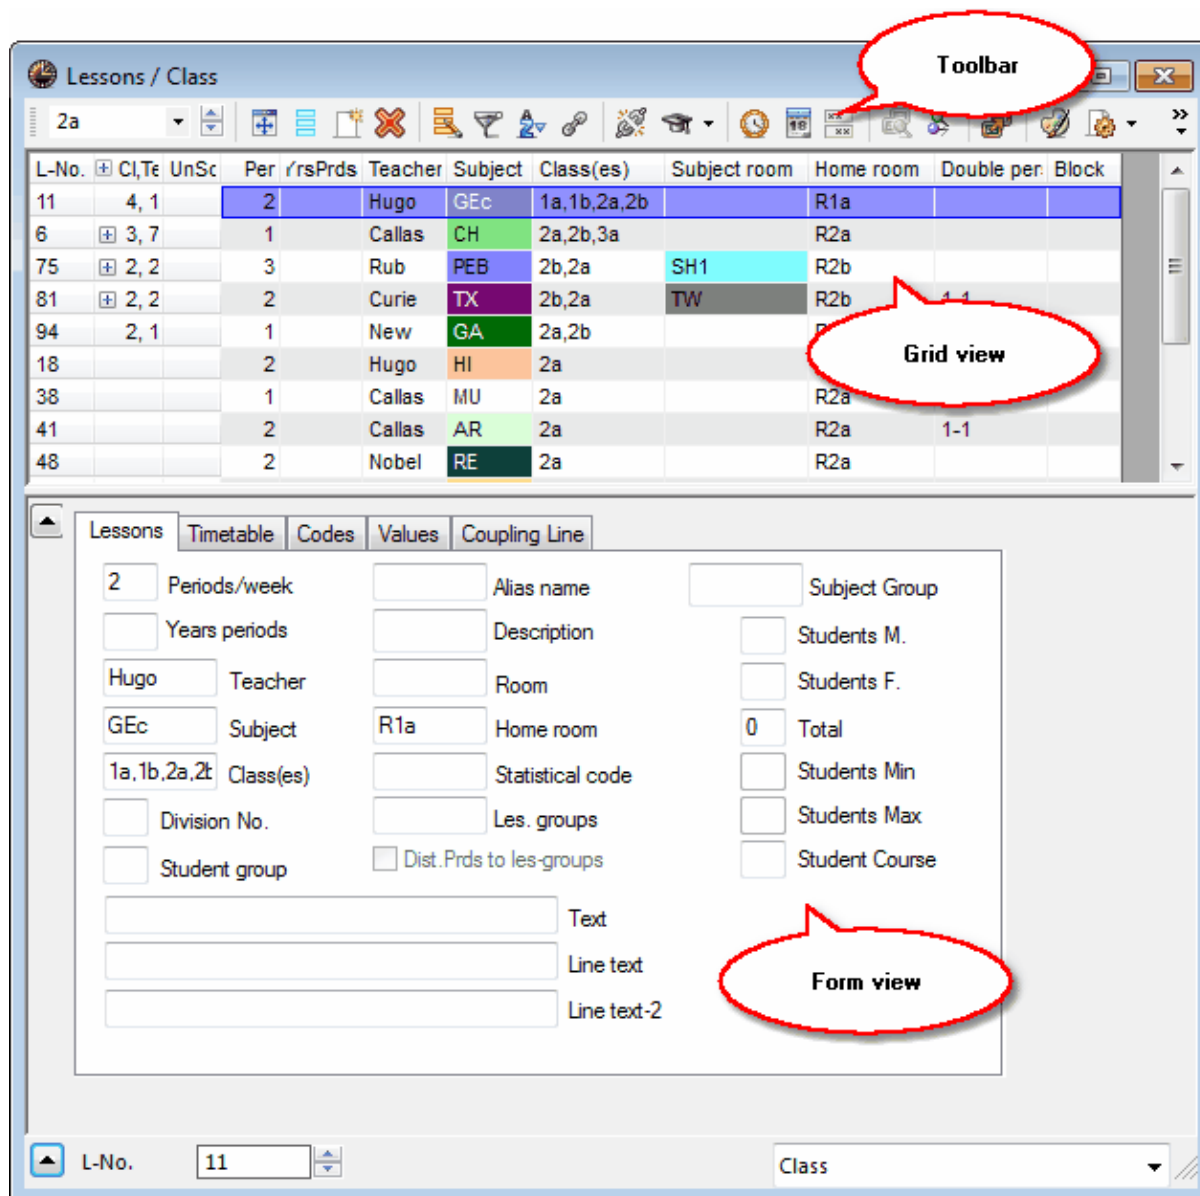 Toolbar
Lessons / Class
2a
L-No. Cl,Te UnSc Per YrsPrds Teacher Subject Class(es) Subject room Home room Double per. Block
11 4, 1 2 Hugo GEc 1a,1b,2a,2b R1a
6 3, 7 1 Callas CH 2a,2b,3a R2a
75 2, 2 3 Rub PEB 2b,2a SH1 R2b
81 2, 2 2 Curie TX 2b,2a TW R2b 1-1
94 2, 1 1 New GA 2a,2b
Grid view
18 2 Hugo HI 2a
38 1 Callas MU 2a R2a
41 2 Callas AR 2a R2a 1-1
48 2 Nobel RE 2a R2a
Lessons Timetable Codes Values Coupling Line
2 Periods/week Alias name Subject Group
Years periods Description Students M.
Hugo Teacher Room Students F.
GEc Subject R1a Home room 0 Total
1a,1b,2a,2b Class(es) Statistical code Students Min
Division No. Les. groups Students Max
Student group Dist.Prds to les-groups Student Course
Text
Line text
Form view
Line text-2
L-No. 11 Class